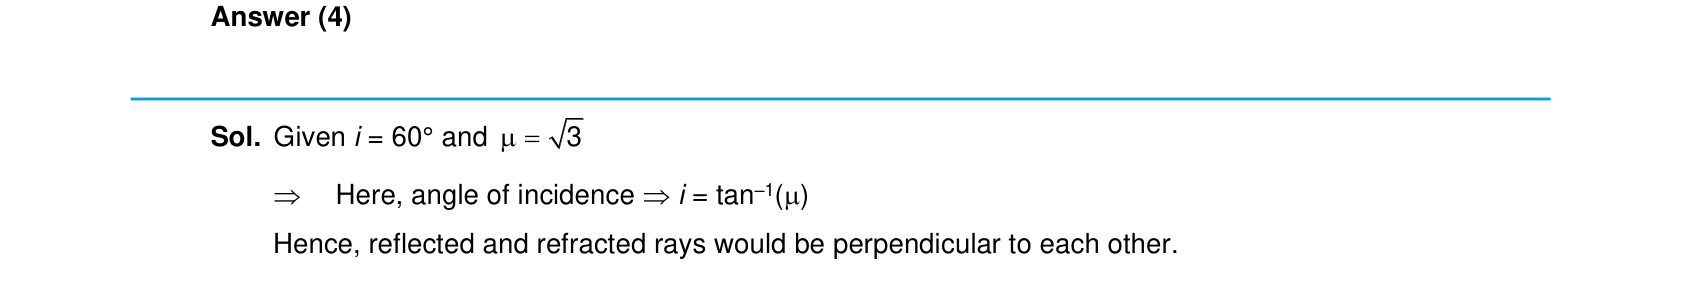 Answer (4)
Sol. Given i = 60° and μ = √3
⇒ Here, angle of incidence ⇒ i = tan⁻¹(μ)
Hence, reflected and refracted rays would be perpendicular to each other.